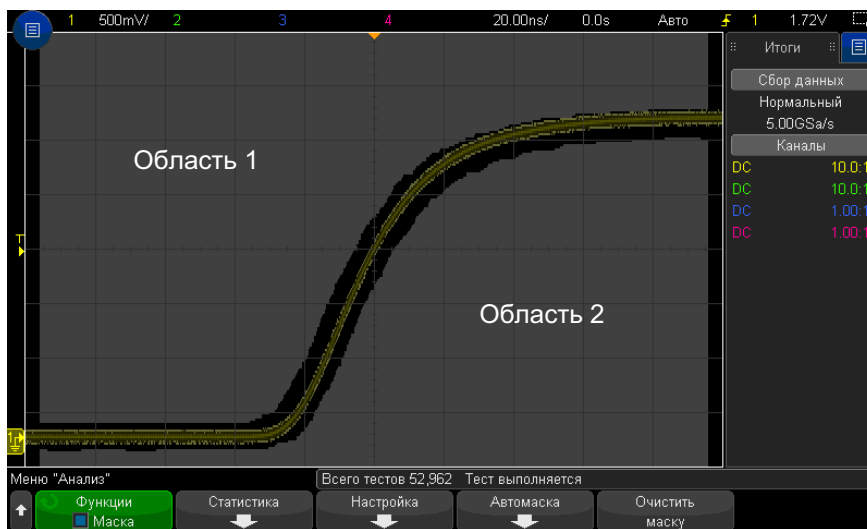 1 500mV/ 2 3 4 20.00ns/ 0.0s Авто 1 1.72V
Итоги
Сбор данных
Нормальный
5.00GSa/s
Каналы
DC 10.0:1
DC 10.0:1
DC 1.00:1
DC 1.00:1
Область 1
T
Область 2
1
Меню "Анализ"
Всего тестов 52,962 Тест выполняется
Функции
Маска
Статистика
Настройка
Автомаска
Очистить
маску